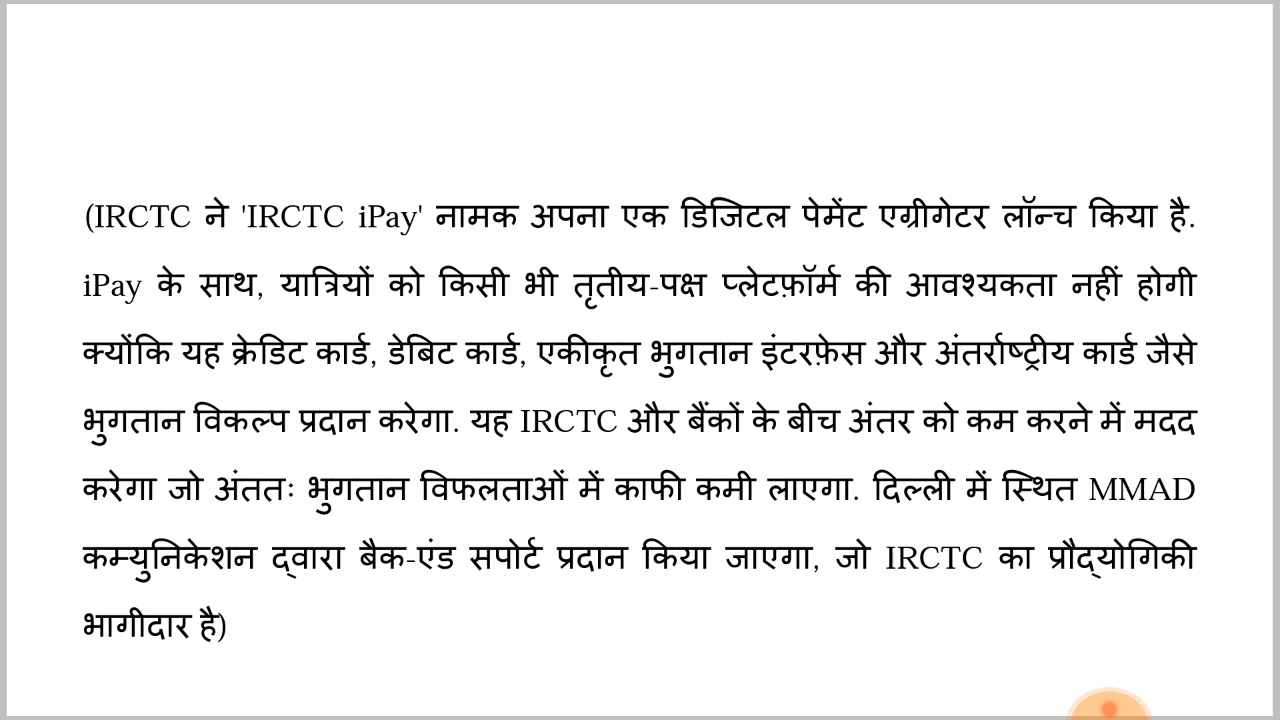 (IRCTC ने 'IRCTC iPay' नामक अपना एक डिजिटल पेमेंट एग्रीगेटर लॉन्च किया है.
iPay के साथ, यात्रियों को किसी भी तृतीय-पक्ष प्लेटफ़ॉर्म की आवश्यकता नहीं होगी
क्योंकि यह क्रेडिट कार्ड, डेबिट कार्ड, एकीकृत भुगतान इंटरफ़ेस और अंतर्राष्ट्रीय कार्ड जैसे
भुगतान विकल्प प्रदान करेगा. यह IRCTC और बैंकों के बीच अंतर को कम करने में मदद
करेगा जो अंततः भुगतान विफलताओं में काफी कमी लाएगा. दिल्ली में स्थित MMAD
कम्युनिकेशन द्वारा बैक-एंड सपोर्ट प्रदान किया जाएगा, जो IRCTC का प्रौद्योगिकी
भागीदार है)